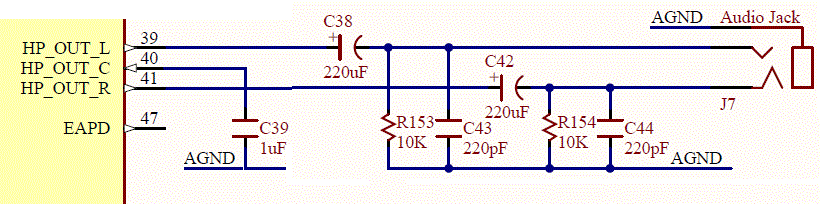 C38
AGND Audio Jack
HP_OUT_L 39 +
HP_OUT_C 40 220uF C42
HP_OUT_R 41 +
220uF J7
EAPD 47 C39 R153 C43 R154 C44
1uF 10K 220pF 10K 220pF
AGND AGND